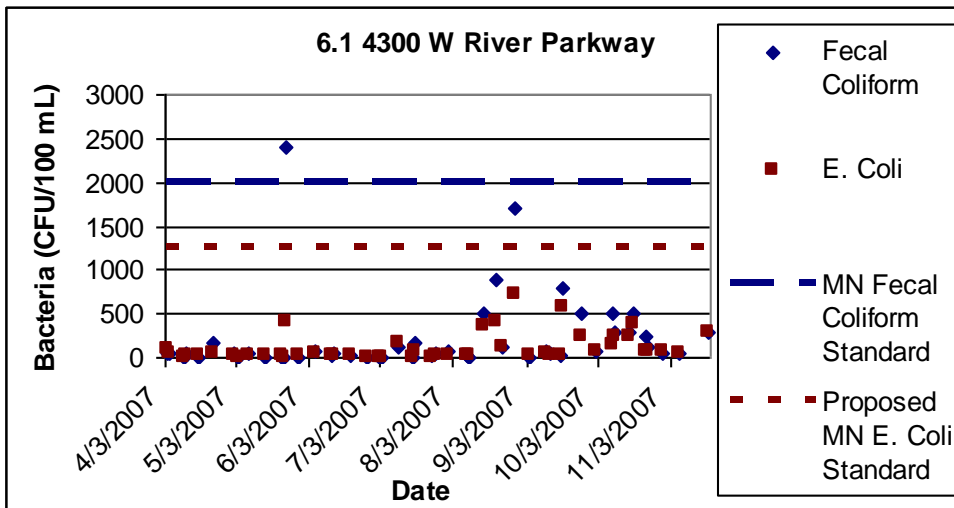 6.1 4300 W River Parkway
Bacteria (CFU/100 mL)
3000
2500
2000
1500
1000
500
0
4/3/2007
5/3/2007
6/3/2007
7/3/2007
8/3/2007
9/3/2007
10/3/2007
11/3/2007
Date
Fecal
Coliform
E. Coli
MN Fecal
Coliform
Standard
Proposed
MN E. Coli
Standard